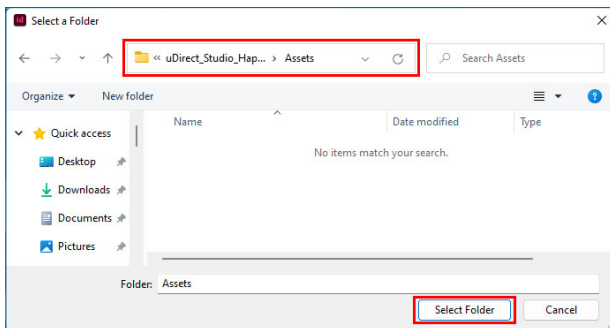 Id Select a Folder
« uDirect_Studio_Hap... › Assets
Search Assets
Organize
New folder
?
Name
Date modified
Type
Quick access
No items match your search.
Desktop
Downloads
Documents
Pictures
Folder: Assets
Select Folder
Cancel